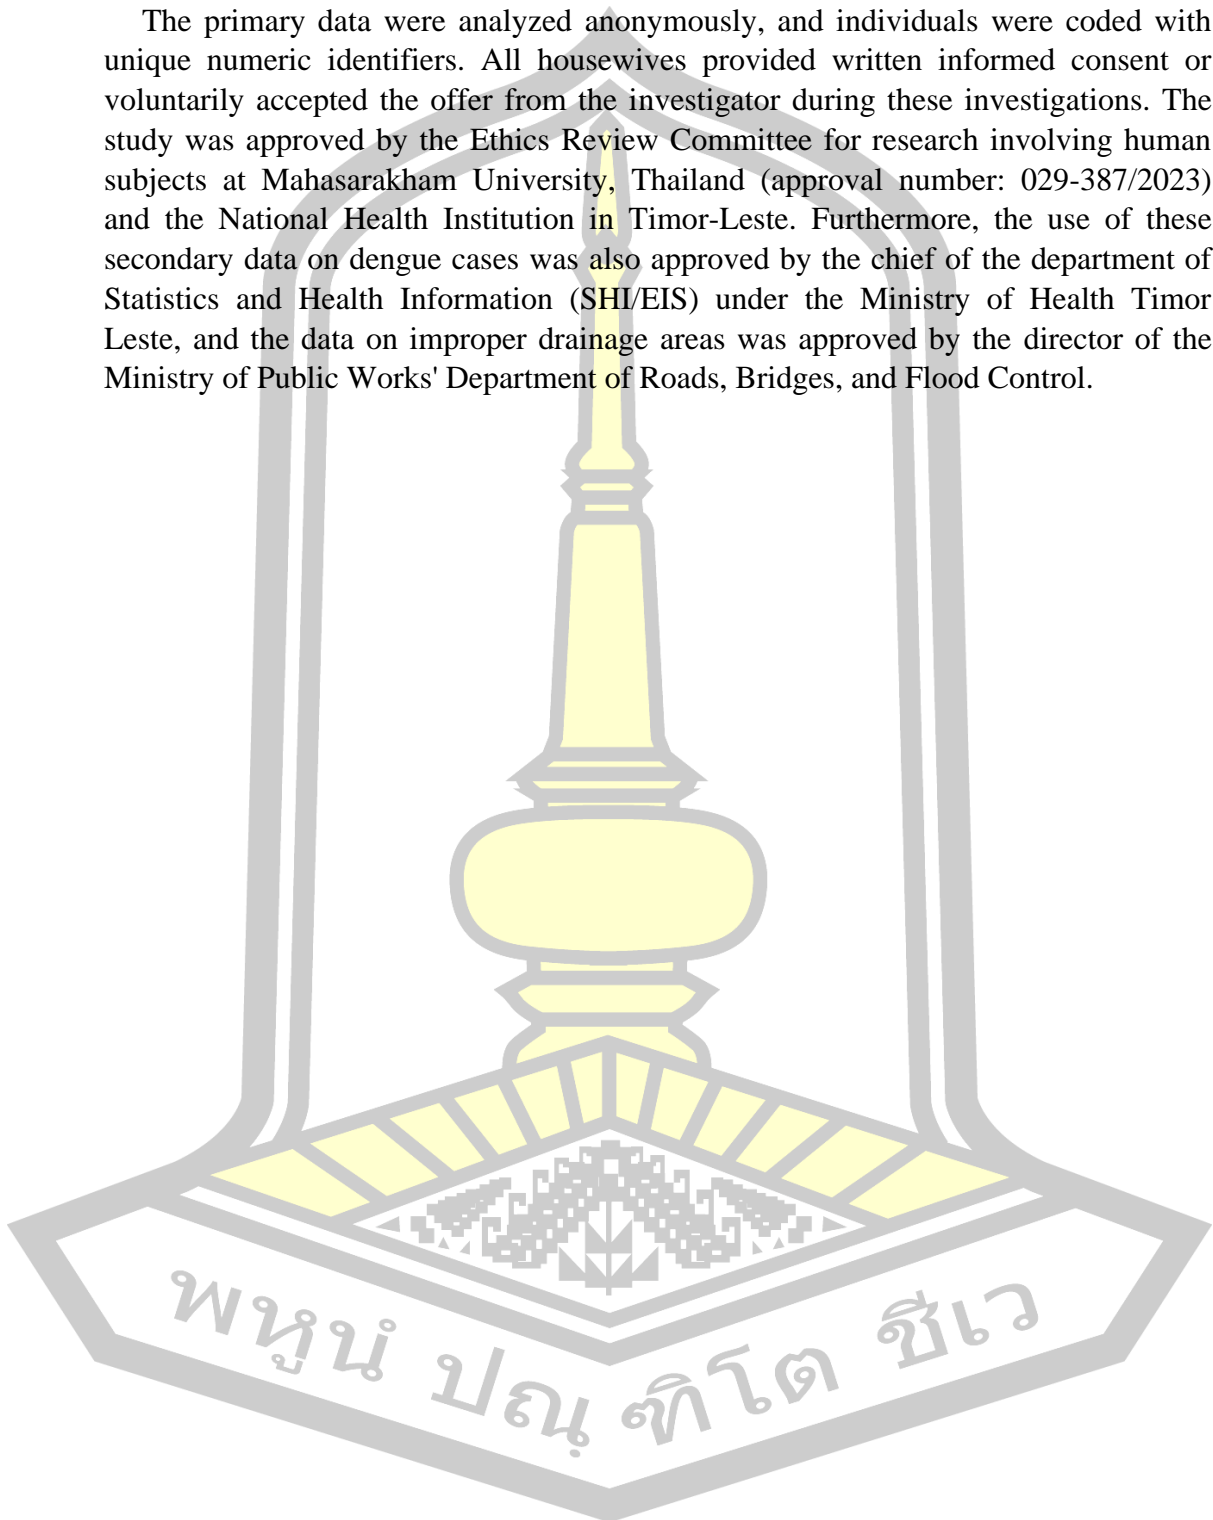 The primary data were analyzed anonymously, and individuals were coded with
unique numeric identifiers. All housewives provided written informed consent or
voluntarily accepted the offer from the investigator during these investigations. The
study was approved by the Ethics Review Committee for research involving human
subjects at Mahasarakham University, Thailand (approval number: 029-387/2023)
and the National Health Institution in Timor-Leste. Furthermore, the use of these
secondary data on dengue cases was also approved by the chief of the department of
Statistics and Health Information (SHI/EIS) under the Ministry of Health Timor
Leste, and the data on improper drainage areas was approved by the director of the
Ministry of Public Works' Department of Roads, Bridges, and Flood Control.
พหูนํ ปณฺ ฑิโต ชีเว